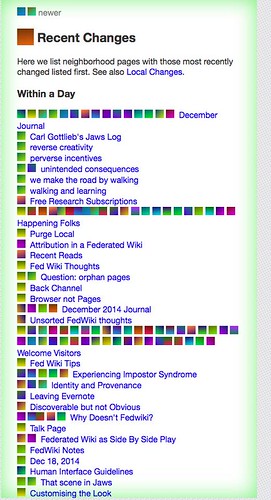 newer
Recent Changes
Here we list neighborhood pages with those most recently
changed listed first. See also Local Changes.
Within a Day
December
Journal
Carl Gottlieb's Jaws Log
reverse creativity
perverse incentives
unintended consequences
we make the road by walking
walking and learning
Free Research Subscriptions
Happening Folks
Purge Local
Attribution in a Federated Wiki
Recent Reads
Fed Wiki Thoughts
Question: orphan pages
Back Channel
Browser not Pages
December 2014 Journal
Unsorted FedWiki thoughts
Welcome Visitors
Fed Wiki Tips
Experiencing Impostor Syndrome
Identity and Provenance
Leaving Evernote
Discoverable but not Obvious
Why Doesn't Fedwiki?
Talk Page
Federated Wiki as Side By Side Play
FedWiki Notes
Dec 18, 2014
Human Interface Guidelines
That scene in Jaws
Customising the Look